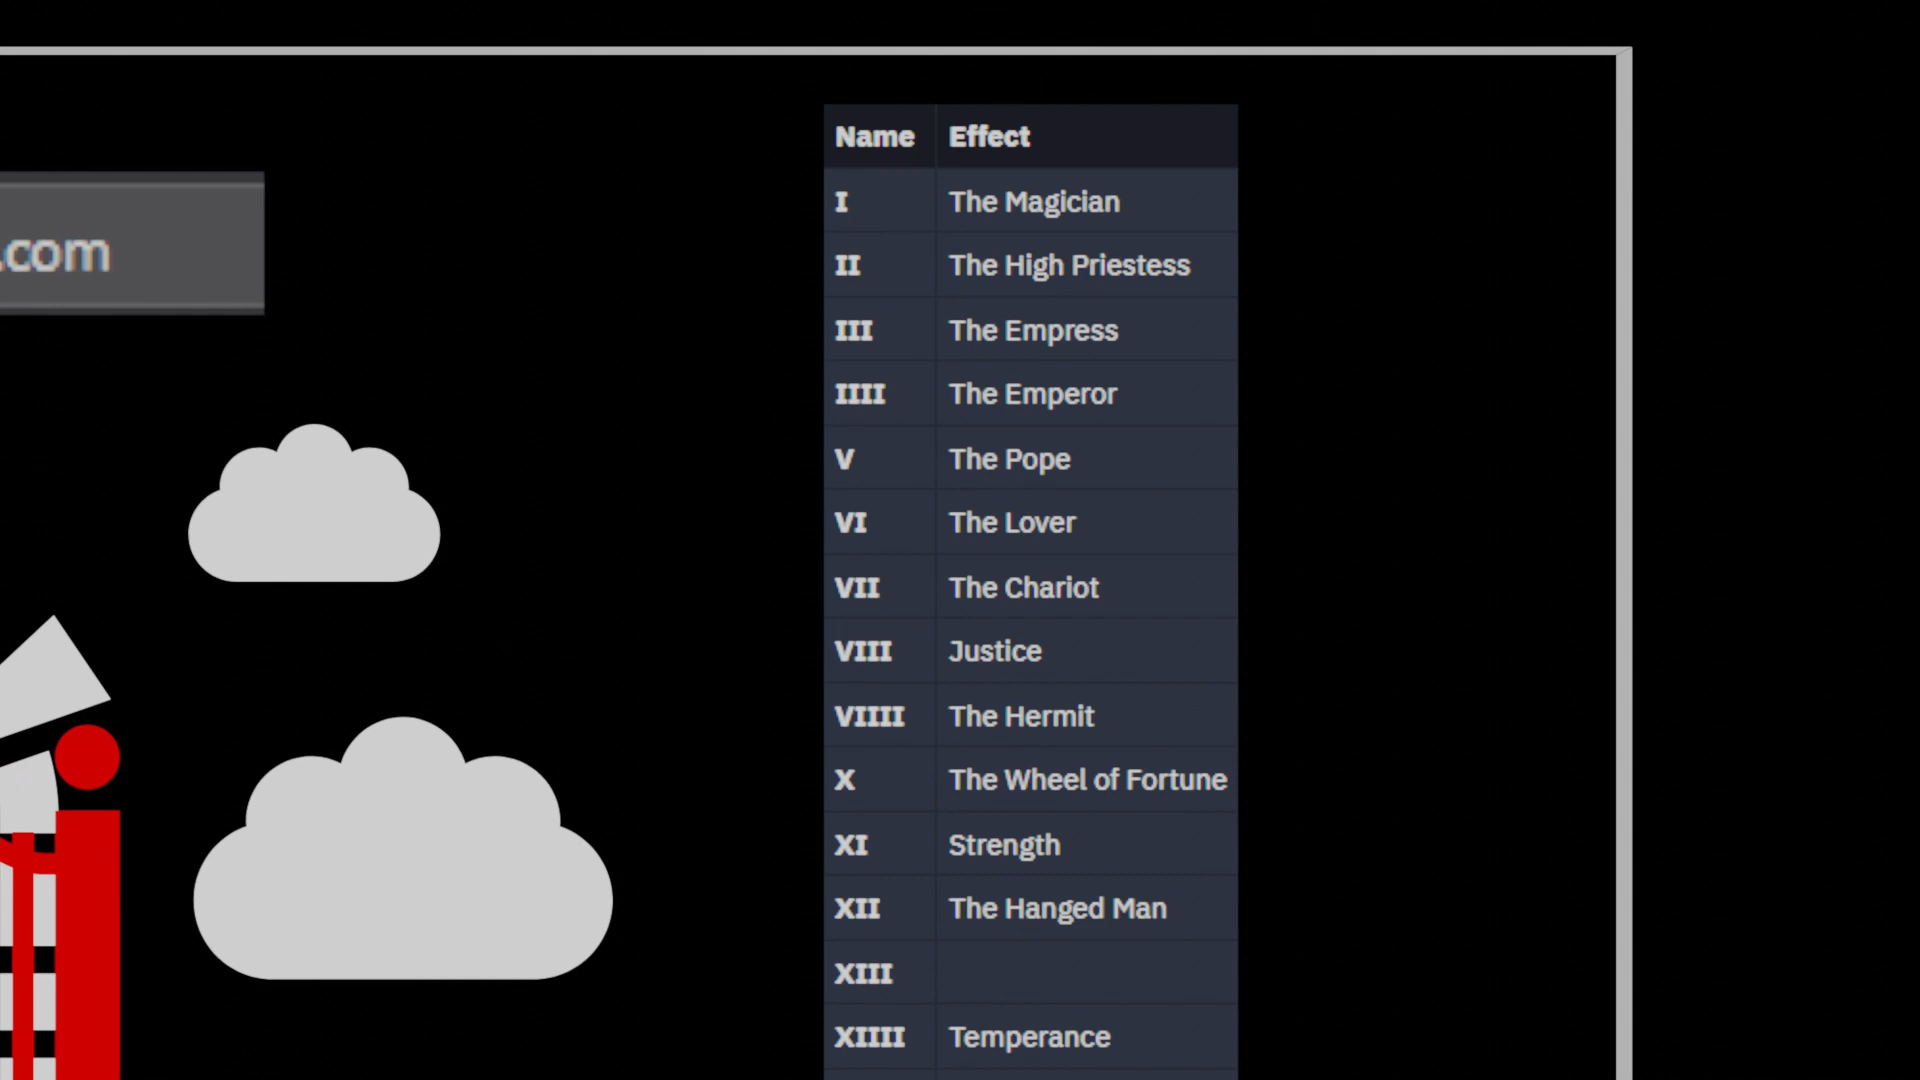 .com
Name Effect
I The Magician
II The High Priestess
III The Empress
IIII The Emperor
V The Pope
VI The Lover
VII The Chariot
VIII Justice
VIIII The Hermit
X The Wheel of Fortune
XI Strength
XII The Hanged Man
XIII
XIIII Temperance